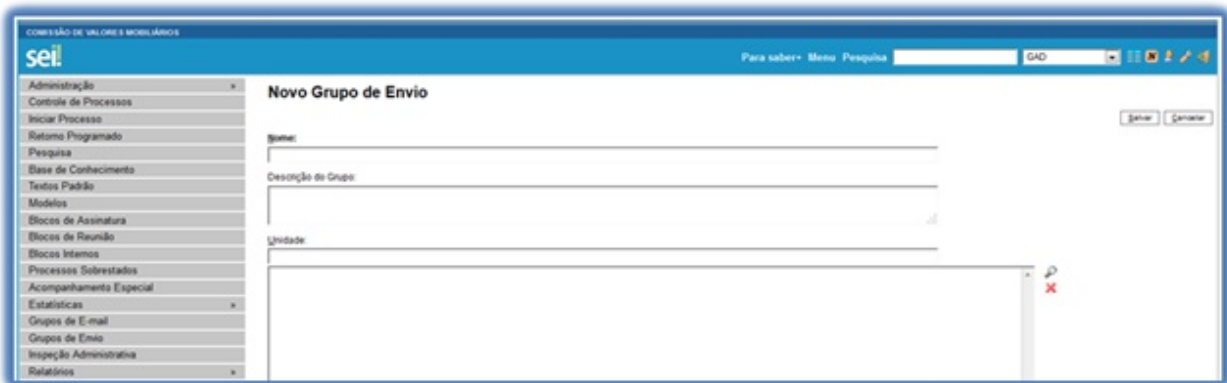 COMISSÃO DE VALORES MOBILIÁRIOS
sei!
Para saber+ Menu Pesquisa GAD
Administração
Controle de Processos
Iniciar Processo
Retorno Programado
Pesquisa
Base de Conhecimento
Textos Padrão
Modelos
Blocos de Assinatura
Blocos de Reunião
Blocos Internos
Processos Sobrestados
Acompanhamento Especial
Estatísticas
Grupos de E-mail
Grupos de Envio
Inspeção Administrativa
Relatórios
Novo Grupo de Envio
Salvar Cancelar
Nome:
Descrição do Grupo:
Unidade: